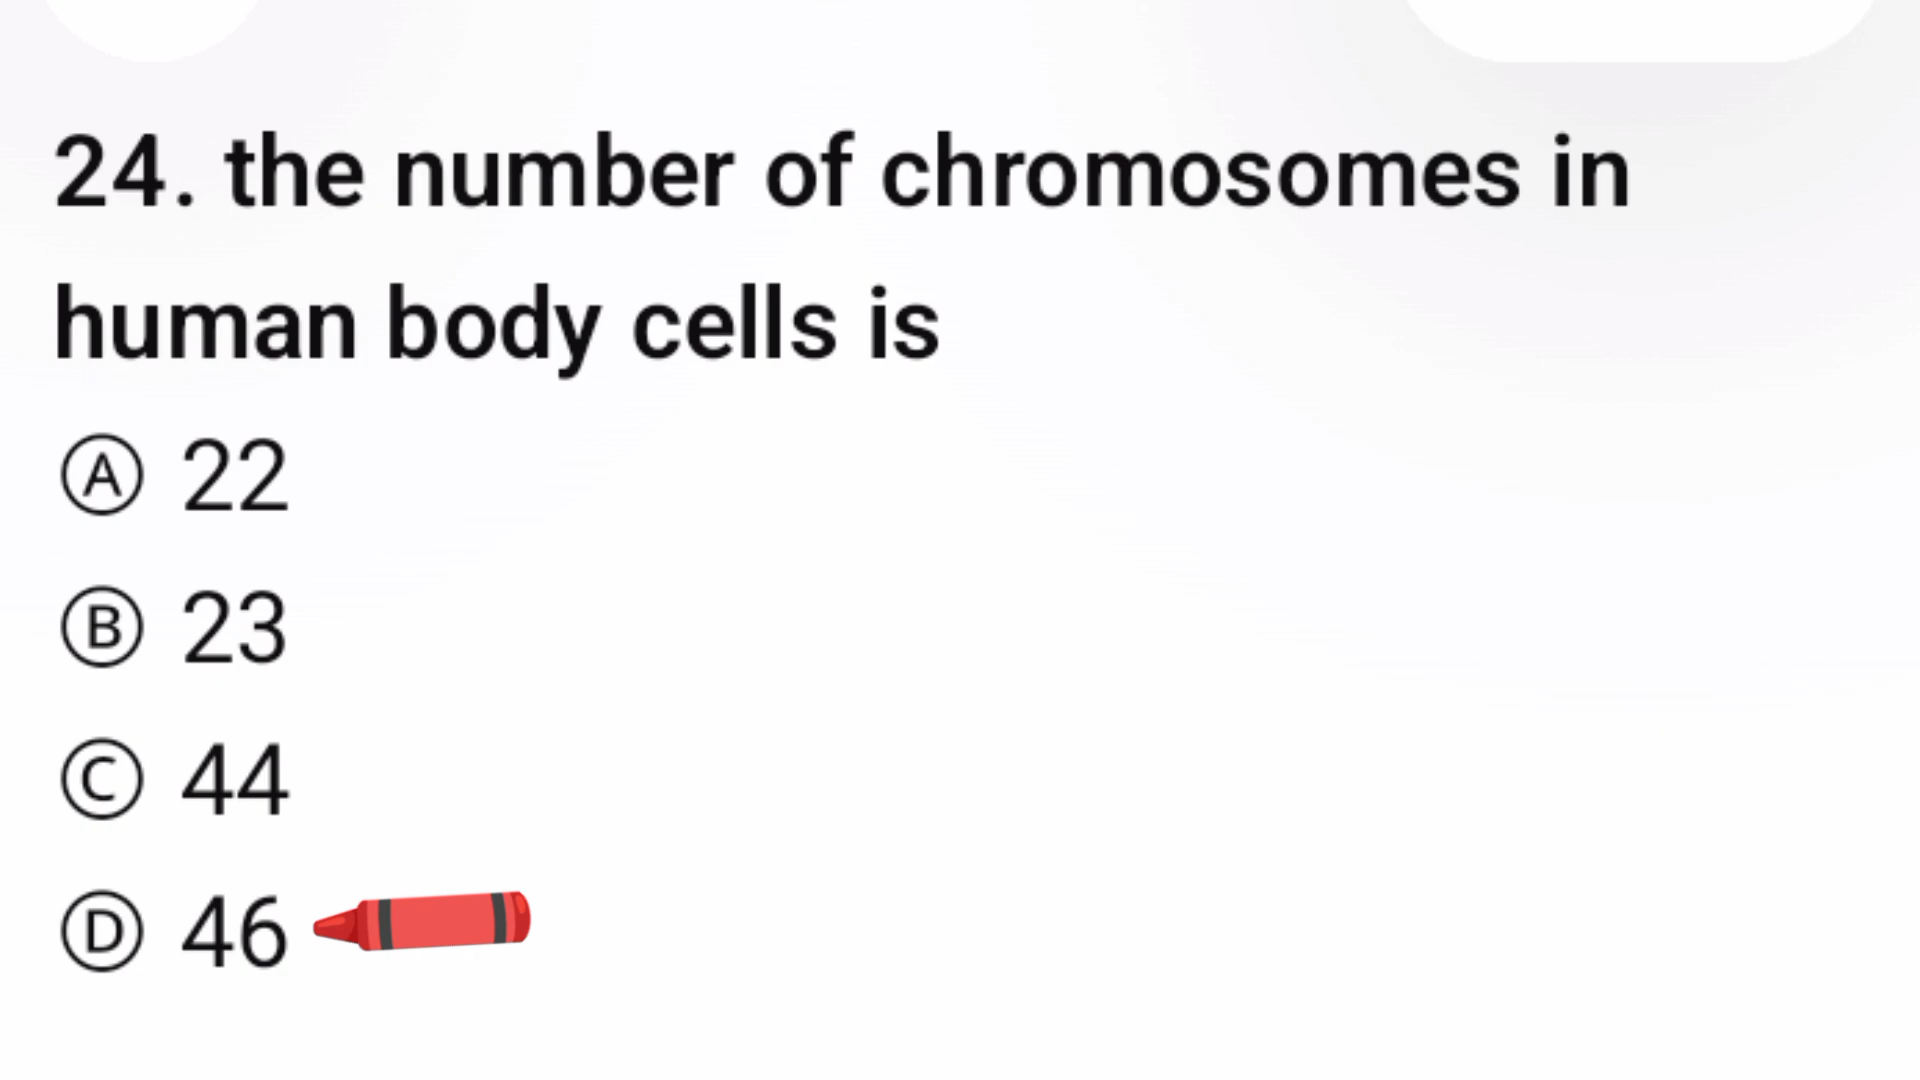 24. the number of chromosomes in
human body cells is
Ⓐ 22
Ⓑ 23
Ⓒ 44
Ⓓ 46